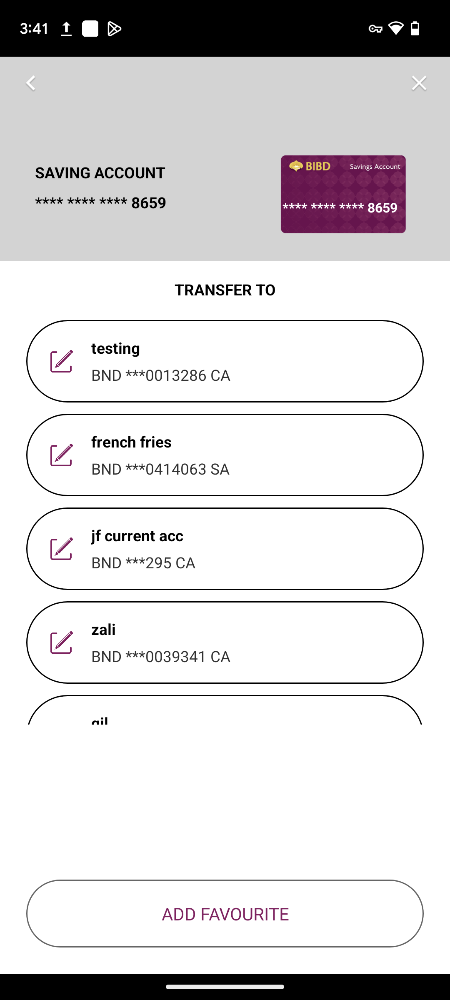 3:41
SAVING ACCOUNT
**** **** **** 8659
BIBD
Savings Account
**** **** **** 8659
TRANSFER TO
testing
BND ***0013286 CA
french fries
BND ***0414063 SA
jf current acc
BND ***295 CA
zali
BND ***0039341 CA
ADD FAVOURITE